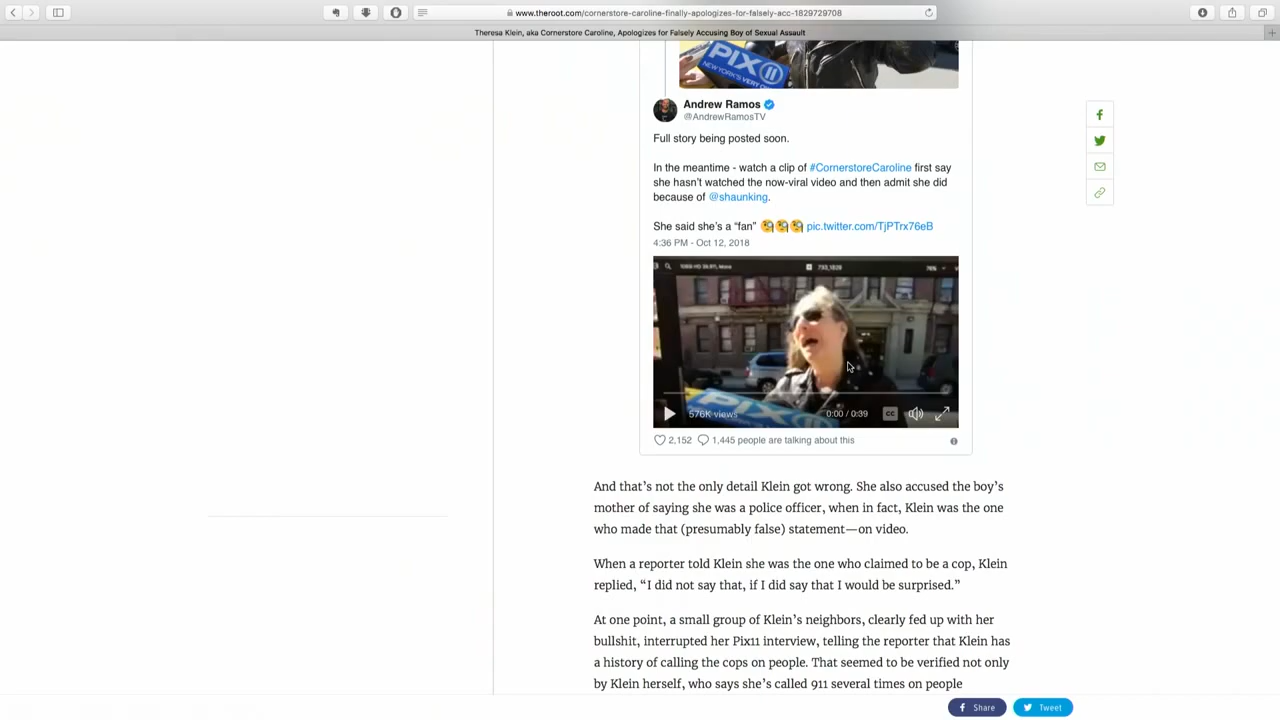 www.theroot.com/cornerstore-caroline-finally-apologizes-for-falsely-acc-1829729708
Theresa Klein, aka Cornerstore Caroline, Apologizes for Falsely Accusing Boy of Sexual Assault
PIX 11
NEW YORK'S VERY OWN
Andrew Ramos
@AndrewRamosTV
Full story being posted soon.
In the meantime - watch a clip of #CornerstoreCaroline first say
she hasn't watched the now-viral video and then admit she did
because of @shaunking.
She said she's a “fan” 🧐🧐🧐 pic.twitter.com/TjPTrx76eB
4:36 PM - Oct 12, 2018
PIX 11
576K views
0:00 / 0:39
CC
2,152 1,445 people are talking about this
And that's not the only detail Klein got wrong. She also accused the boy's
mother of saying she was a police officer, when in fact, Klein was the one
who made that (presumably false) statement—on video.
When a reporter told Klein she was the one who claimed to be a cop, Klein
replied, “I did not say that, if I did say that I would be surprised.”
At one point, a small group of Klein's neighbors, clearly fed up with her
bullshit, interrupted her Pix11 interview, telling the reporter that Klein has
a history of calling the cops on people. That seemed to be verified not only
by Klein herself, who says she's called 911 several times on people
Share Tweet